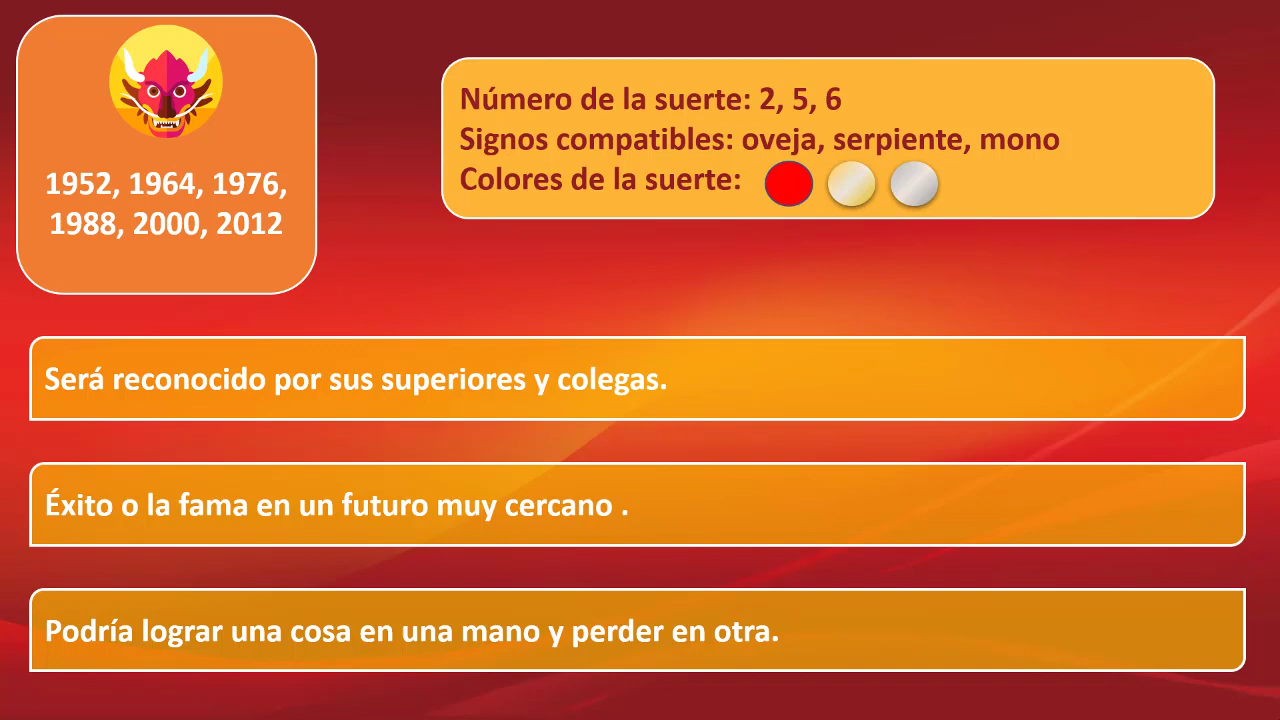 1952, 1964, 1976,
1988, 2000, 2012
Número de la suerte: 2, 5, 6
Signos compatibles: oveja, serpiente, mono
Colores de la suerte:
Será reconocido por sus superiores y colegas.
Éxito o la fama en un futuro muy cercano .
Podría lograr una cosa en una mano y perder en otra.